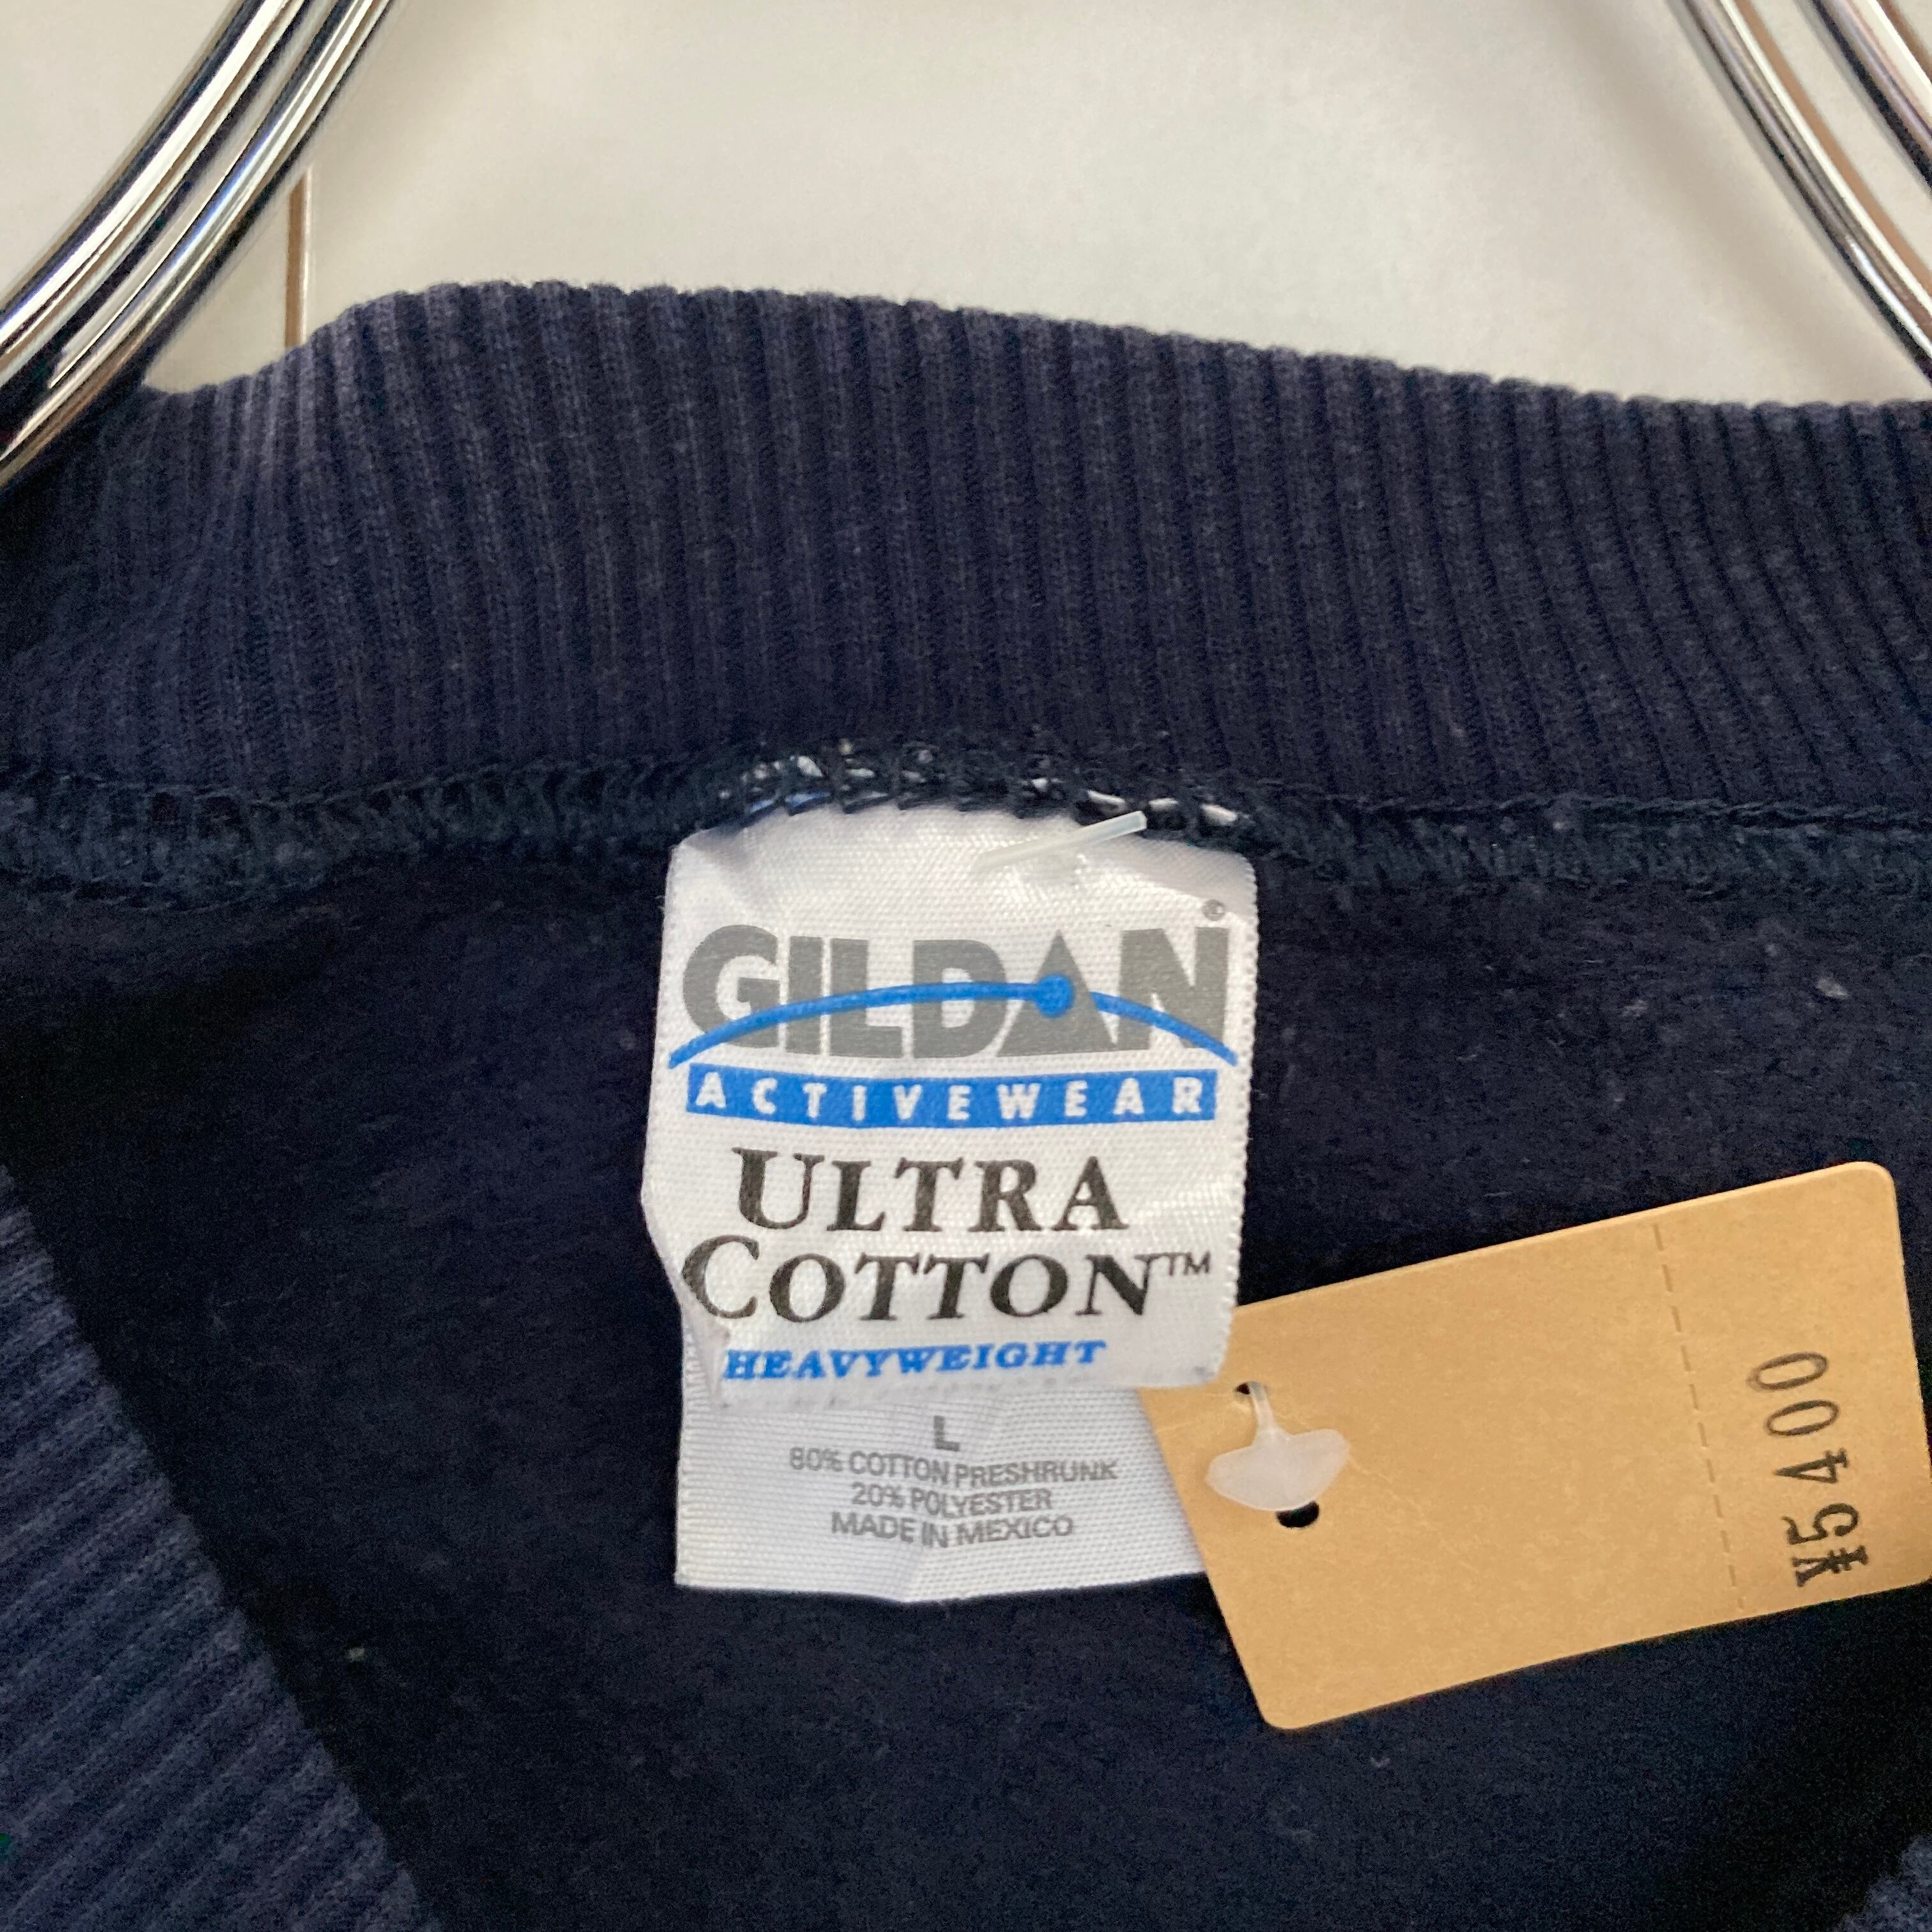 GILDAN ©
ACTIVEWEAR
ULTRA
COTTON™
HEAVYWEIGHT
L
80% COTTON PRESHRUNK
20% POLYESTER
MADE IN MEXICO
¥5400